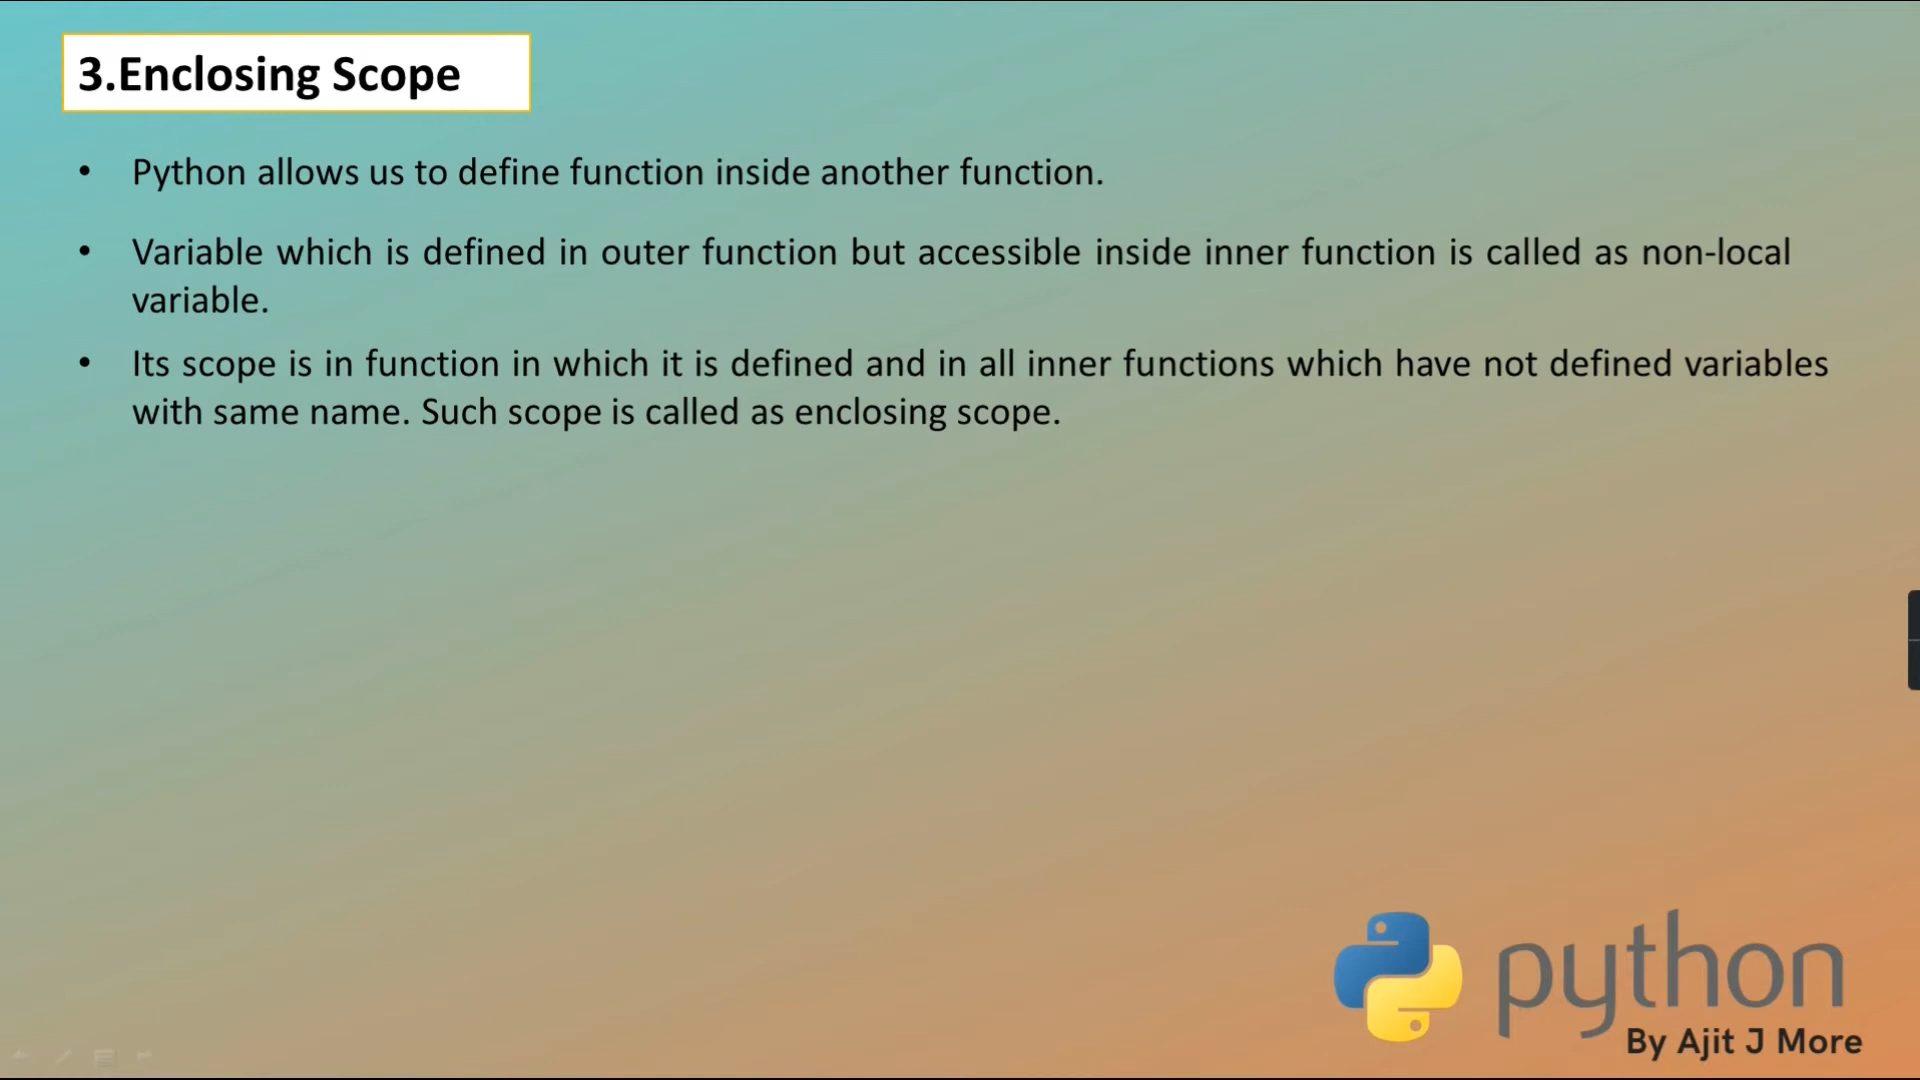 3.Enclosing Scope
• Python allows us to define function inside another function.
• Variable which is defined in outer function but accessible inside inner function is called as non-local
variable.
• Its scope is in function in which it is defined and in all inner functions which have not defined variables
with same name. Such scope is called as enclosing scope.
python
By Ajit J More